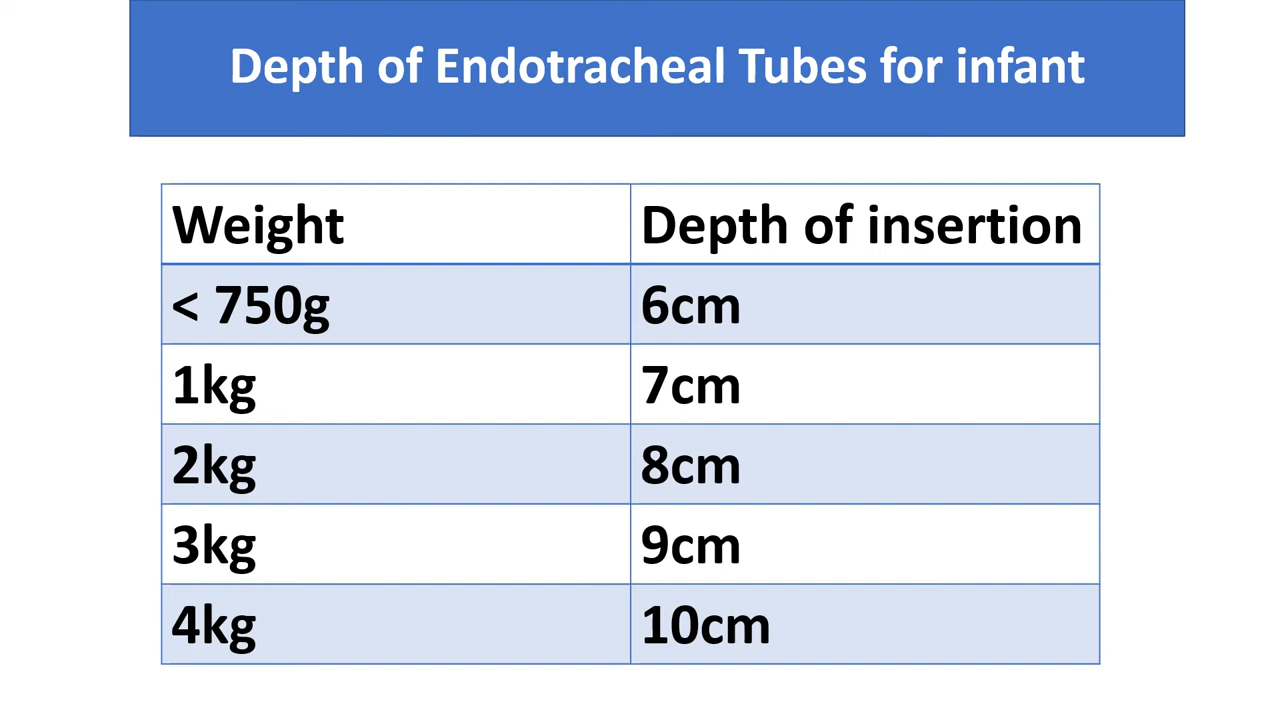 Depth of Endotracheal Tubes for infant
Weight Depth of insertion
< 750g 6cm
1kg 7cm
2kg 8cm
3kg 9cm
4kg 10cm